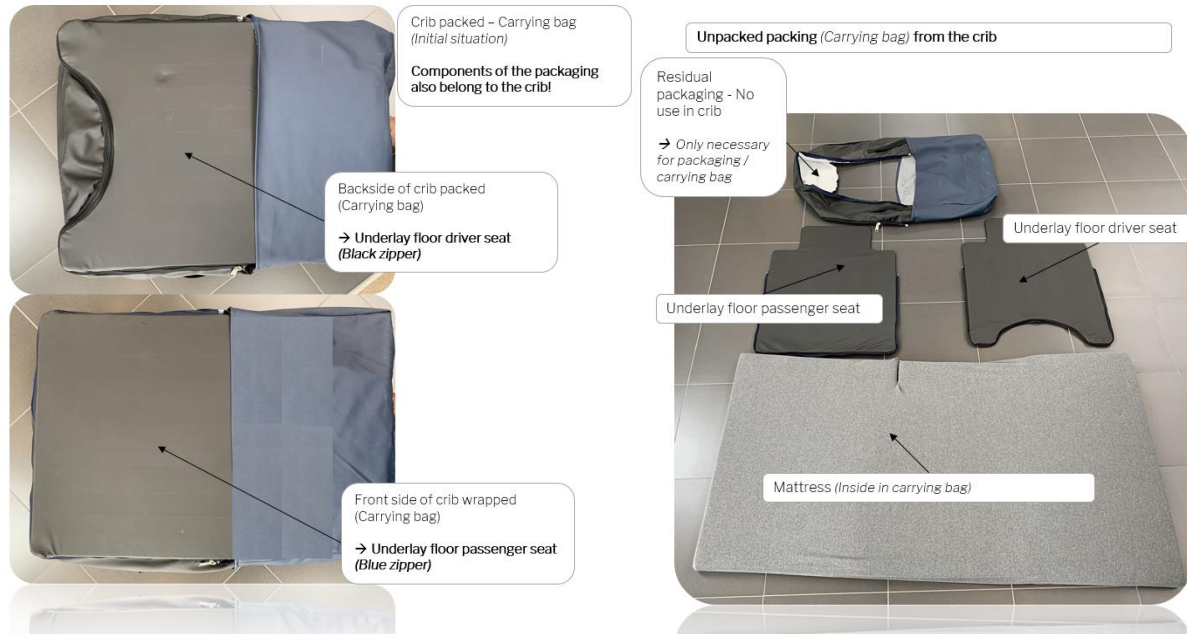 Crib packed – Carrying bag
(Initial situation)
Components of the packaging
also belong to the crib!
Backside of crib packed
(Carrying bag)
→ Underlay floor driver seat
(Black zipper)
Front side of crib wrapped
(Carrying bag)
→ Underlay floor passenger seat
(Blue zipper)
Unpacked packing (Carrying bag) from the crib
Residual
packaging - No
use in crib
→ Only necessary
for packaging /
carrying bag
Underlay floor driver seat
Underlay floor passenger seat
Mattress (Inside in carrying bag)